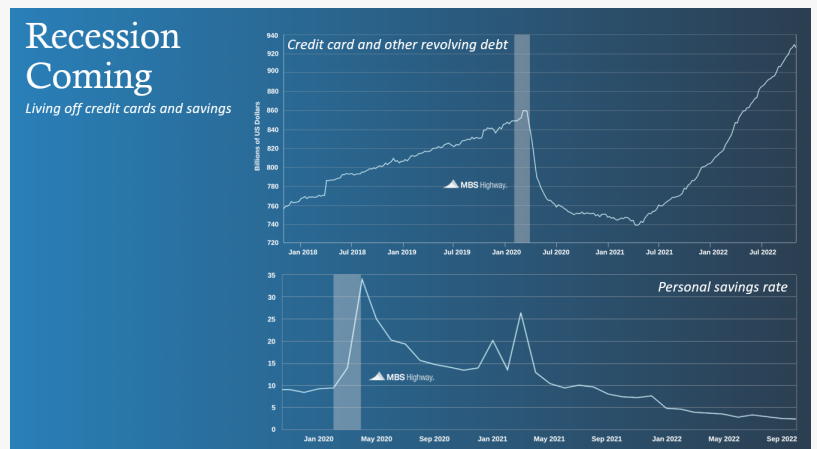 Recession
Coming
Living off credit cards and savings
Credit card and other revolving debt
Billions of US Dollars
940
920
900
880
860
840
820
800
780
760
740
720
MBS Highway.
Jan 2018 Jul 2018 Jan 2019 Jul 2019 Jan 2020 Jul 2020 Jan 2021 Jul 2021 Jan 2022 Jul 2022
Personal savings rate
35
30
25
20
15
10
5
0
MBS Highway.
Jan 2020 May 2020 Sep 2020 Jan 2021 May 2021 Sep 2021 Jan 2022 May 2022 Sep 2022